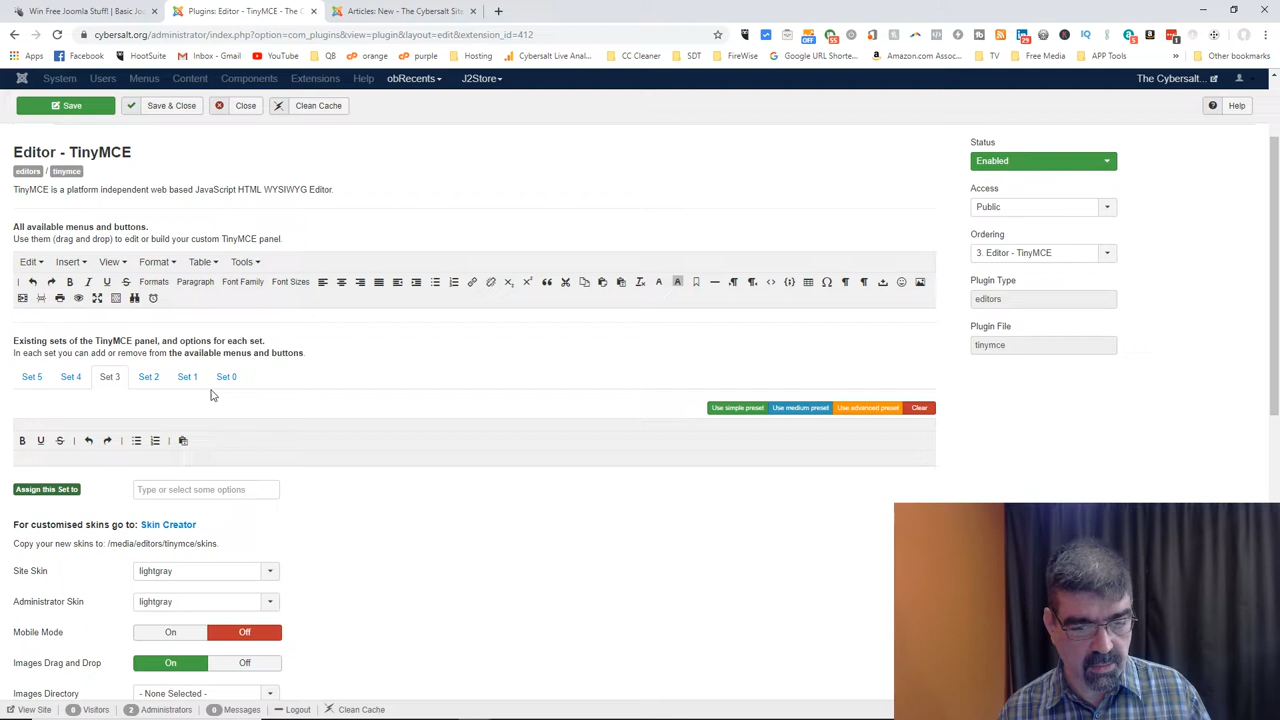 Win Free Joomla Stuff! | Basic Jo
Plugins: Editor - TinyMCE - The C
Articles: New - The Cybersalt Sit
cybersalt.org/administrator/index.php?option=com_plugins&view=plugin&layout=edit&extension_id=412
Apps
Facebook
HootSuite
Inbox - Gmail
YouTube
QB
orange
purple
Hosting
Cybersalt Live Anal...
CC Cleaner
SDT
FireWise
Google URL Shorte...
Amazon.com Assoc...
TV
Free Media
APP Tools
Other bookmarks
System
Users
Menus
Content
Components
Extensions
Help
obRecents
J2Store
The Cybersalt ...
Save
Save & Close
Close
Clean Cache
Help
Editor - TinyMCE
editors / tinymce
TinyMCE is a platform independent web based JavaScript HTML WYSIWYG Editor.
All available menus and buttons.
Use them (drag and drop) to edit or build your custom TinyMCE panel.
Edit Insert View Format Table Tools
Formats Paragraph Font Family Font Sizes
Existing sets of the TinyMCE panel, and options for each set.
In each set you can add or remove from the available menus and buttons.
Set 5 Set 4 Set 3 Set 2 Set 1 Set 0
Use simple preset Use medium preset Use advanced preset Clear
Assign this Set to
Type or select some options
For customised skins go to: Skin Creator
Copy your new skins to: /media/editors/tinymce/skins.
Site Skin
lightgray
Administrator Skin
lightgray
Mobile Mode
On Off
Images Drag and Drop
On Off
Images Directory
- None Selected -
Status
Enabled
Access
Public
Ordering
3. Editor - TinyMCE
Plugin Type
editors
Plugin File
tinymce
View Site
0 Visitors
2 Administrators
0 Messages
Logout
Clean Cache